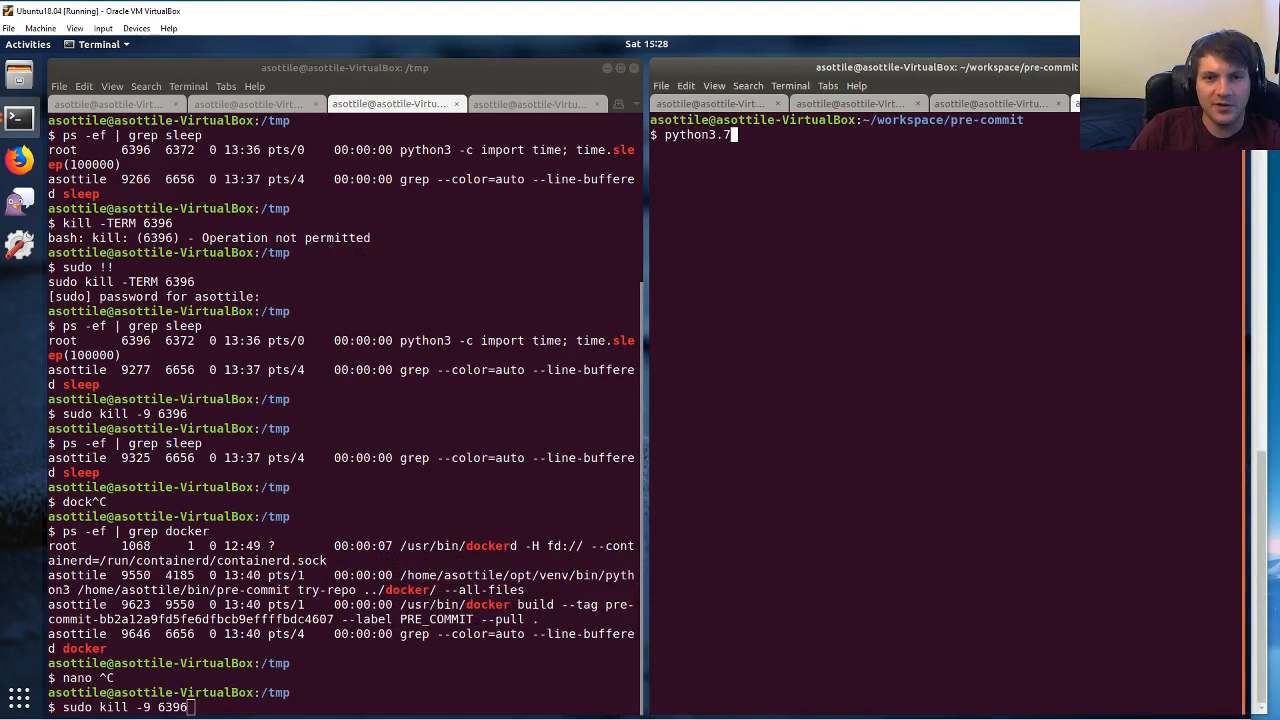 Ubuntu18.04 [Running] - Oracle VM VirtualBox
File Machine View Input Devices Help
Activities Terminal Sat 15:28
asottile@asottile-VirtualBox: /tmp
File Edit View Search Terminal Tabs Help
asottile@asottile-Virt... × asottile@asottile-Virt... × asottile@asottile-Virtu... × asottile@asottile-Virtu... ×
asottile@asottile-VirtualBox:/tmp
$ ps -ef | grep sleep
root 6396 6372 0 13:36 pts/0 00:00:00 python3 -c import time; time.sle
ep(100000)
asottile 9266 6656 0 13:37 pts/4 00:00:00 grep --color=auto --line-buffere
d sleep
asottile@asottile-VirtualBox:/tmp
$ kill -TERM 6396
bash: kill: (6396) - Operation not permitted
asottile@asottile-VirtualBox:/tmp
$ sudo !!
sudo kill -TERM 6396
[sudo] password for asottile:
asottile@asottile-VirtualBox:/tmp
$ ps -ef | grep sleep
root 6396 6372 0 13:36 pts/0 00:00:00 python3 -c import time; time.sle
ep(100000)
asottile 9277 6656 0 13:37 pts/4 00:00:00 grep --color=auto --line-buffere
d sleep
asottile@asottile-VirtualBox:/tmp
$ sudo kill -9 6396
asottile@asottile-VirtualBox:/tmp
$ ps -ef | grep sleep
asottile 9325 6656 0 13:37 pts/4 00:00:00 grep --color=auto --line-buffere
d sleep
asottile@asottile-VirtualBox:/tmp
$ dock^C
asottile@asottile-VirtualBox:/tmp
$ ps -ef | grep docker
root 1068 1 0 12:49 ? 00:00:07 /usr/bin/dockerd -H fd:// --cont
ainerd=/run/containerd/containerd.sock
asottile 9550 4185 0 13:40 pts/1 00:00:00 /home/asottile/opt/venv/bin/pyth
on3 /home/asottile/bin/pre-commit try-repo ../docker/ --all-files
asottile 9623 9550 0 13:40 pts/1 00:00:00 /usr/bin/docker build --tag pre-
commit-bb2a12a9fd5fe6dfbcb9effffbdc4607 --label PRE_COMMIT --pull .
asottile 9646 6656 0 13:40 pts/4 00:00:00 grep --color=auto --line-buffere
d docker
asottile@asottile-VirtualBox:/tmp
$ nano ^C
asottile@asottile-VirtualBox:/tmp
$ sudo kill -9 6396
asottile@asottile-VirtualBox: ~/workspace/pre-commit
File Edit View Search Terminal Tabs Help
asottile@asottile-Virt... × asottile@asottile-Virt... × asottile@asottile-Virt... ×
asottile@asottile-VirtualBox:~/workspace/pre-commit
$ python3.7